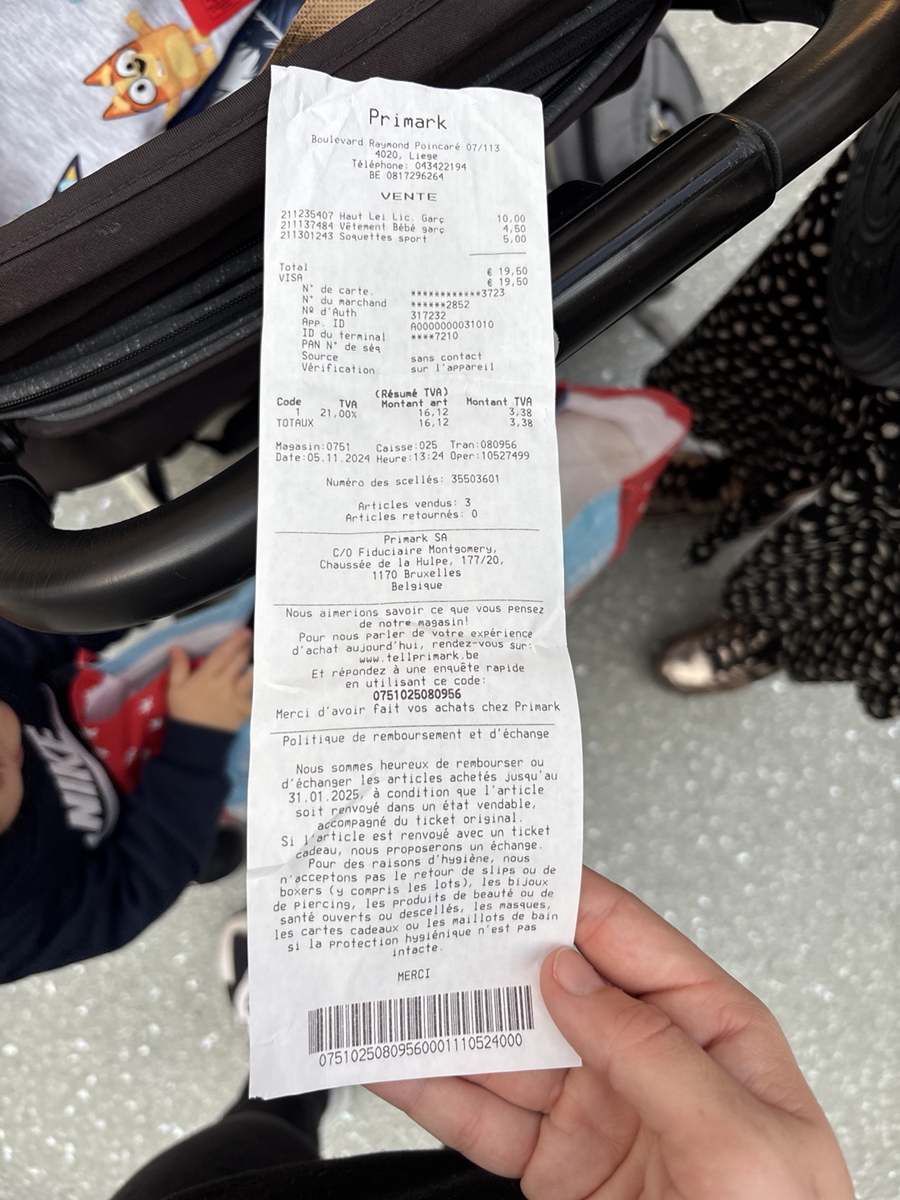 Primark
Boulevard Raymond Poincaré 07/113
4020, Liege
Téléphone: 043422194
BE 0817296264
VENTE
211235407 Haut Lei Lic. Garç 10,00
211137484 Vêtement Bébé garç 4,50
211301243 Soquettes sport 5,00
Total € 19,50
VISA € 19,50
N° de carte. ************3723
N° du marchand ******2852
Nº d'Auth 317232
App. ID A0000000031010
ID du terminal ****7210
PAN N° de séq
Source sans contact
Vérification sur l'appareil
(Résumé TVA)
Code TVA Montant art Montant TVA
1 21,00% 16,12 3,38
TOTAUX 16,12 3,38
Magasin:0751 Caisse:025 Tran:080956
Date:05.11.2024 Heure:13:24 Oper:10527499
Numéro des scellés: 35503601
Articles vendus: 3
Articles retournés: 0
Primark SA
C/O Fiduciaire Montgomery,
Chaussée de la Hulpe, 177/20,
1170 Bruxelles
Belgique
Nous aimerions savoir ce que vous pensez
de notre magasin!
Pour nous parler de votre expérience
d'achat aujourd'hui, rendez-vous sur:
www.tellprimark.be
Et répondez à une enquête rapide
en utilisant ce code:
0751025080956
Merci d'avoir fait vos achats chez Primark
Politique de remboursement et d'échange
Nous sommes heureux de rembourser ou
d'échanger les articles achetés jusqu'au
31.01.2025, à condition que l'article
soit renvoyé dans un état vendable,
accompagné du ticket original.
Si l'article est renvoyé avec un ticket
cadeau, nous proposerons un échange.
Pour des raisons d'hygiène, nous
n'acceptons pas le retour de slips ou de
boxers (y compris les lots), les bijoux
de piercing, les produits de beauté ou de
santé ouverts ou descellés, les masques,
les cartes cadeaux ou les maillots de bain
si la protection hygiénique n'est pas
intacte.
MERCI
07510250809560001110524000
NIKE